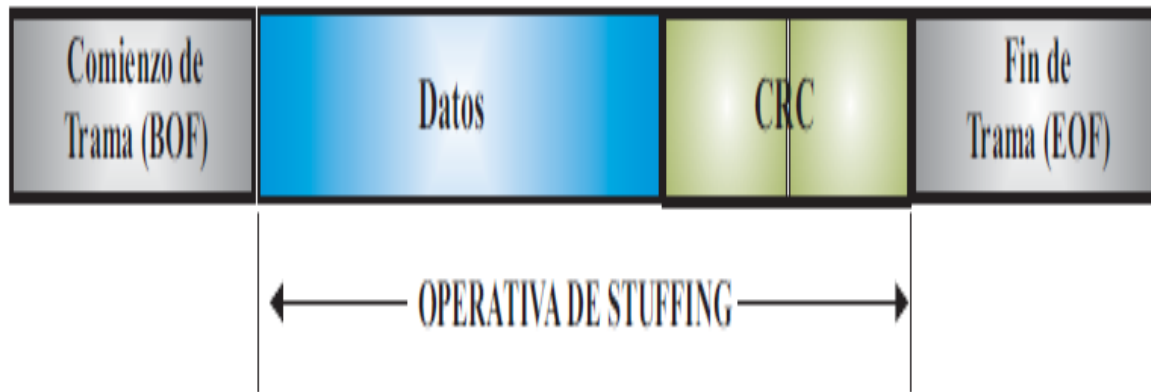 Comienzo de
Trama (BOF)
Datos
CRC
Fin de
Trama (EOF)
OPERATIVA DE STUFFING